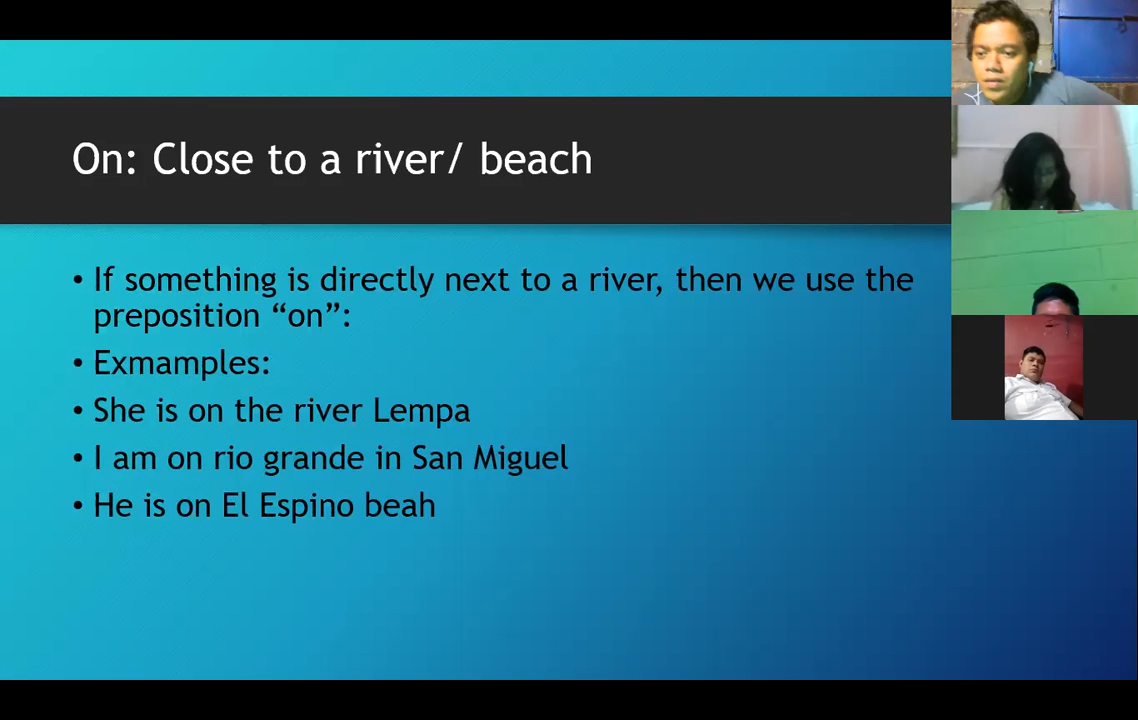 On: Close to a river/ beach
• If something is directly next to a river, then we use the
preposition “on”:
• Exmamples:
• She is on the river Lempa
• I am on rio grande in San Miguel
• He is on El Espino beah